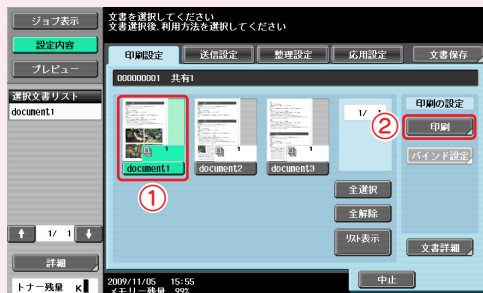 ジョブ表示
設定内容
プレビュー
選択文書リスト
document1
1/ 1
詳細
トナー残量 K
文書を選択してください
文書選択後、利用方法を選択してください
印刷設定
送信設定
整理設定
応用設定
文書保存
000000001 共有1
1
document1
1
document2
1
document3
①
1/ 1
全選択
全解除
リスト表示
印刷の設定
②
印刷
バインド設定
文書詳細
2009/11/05 15:55
メモリー残量 99%
中止